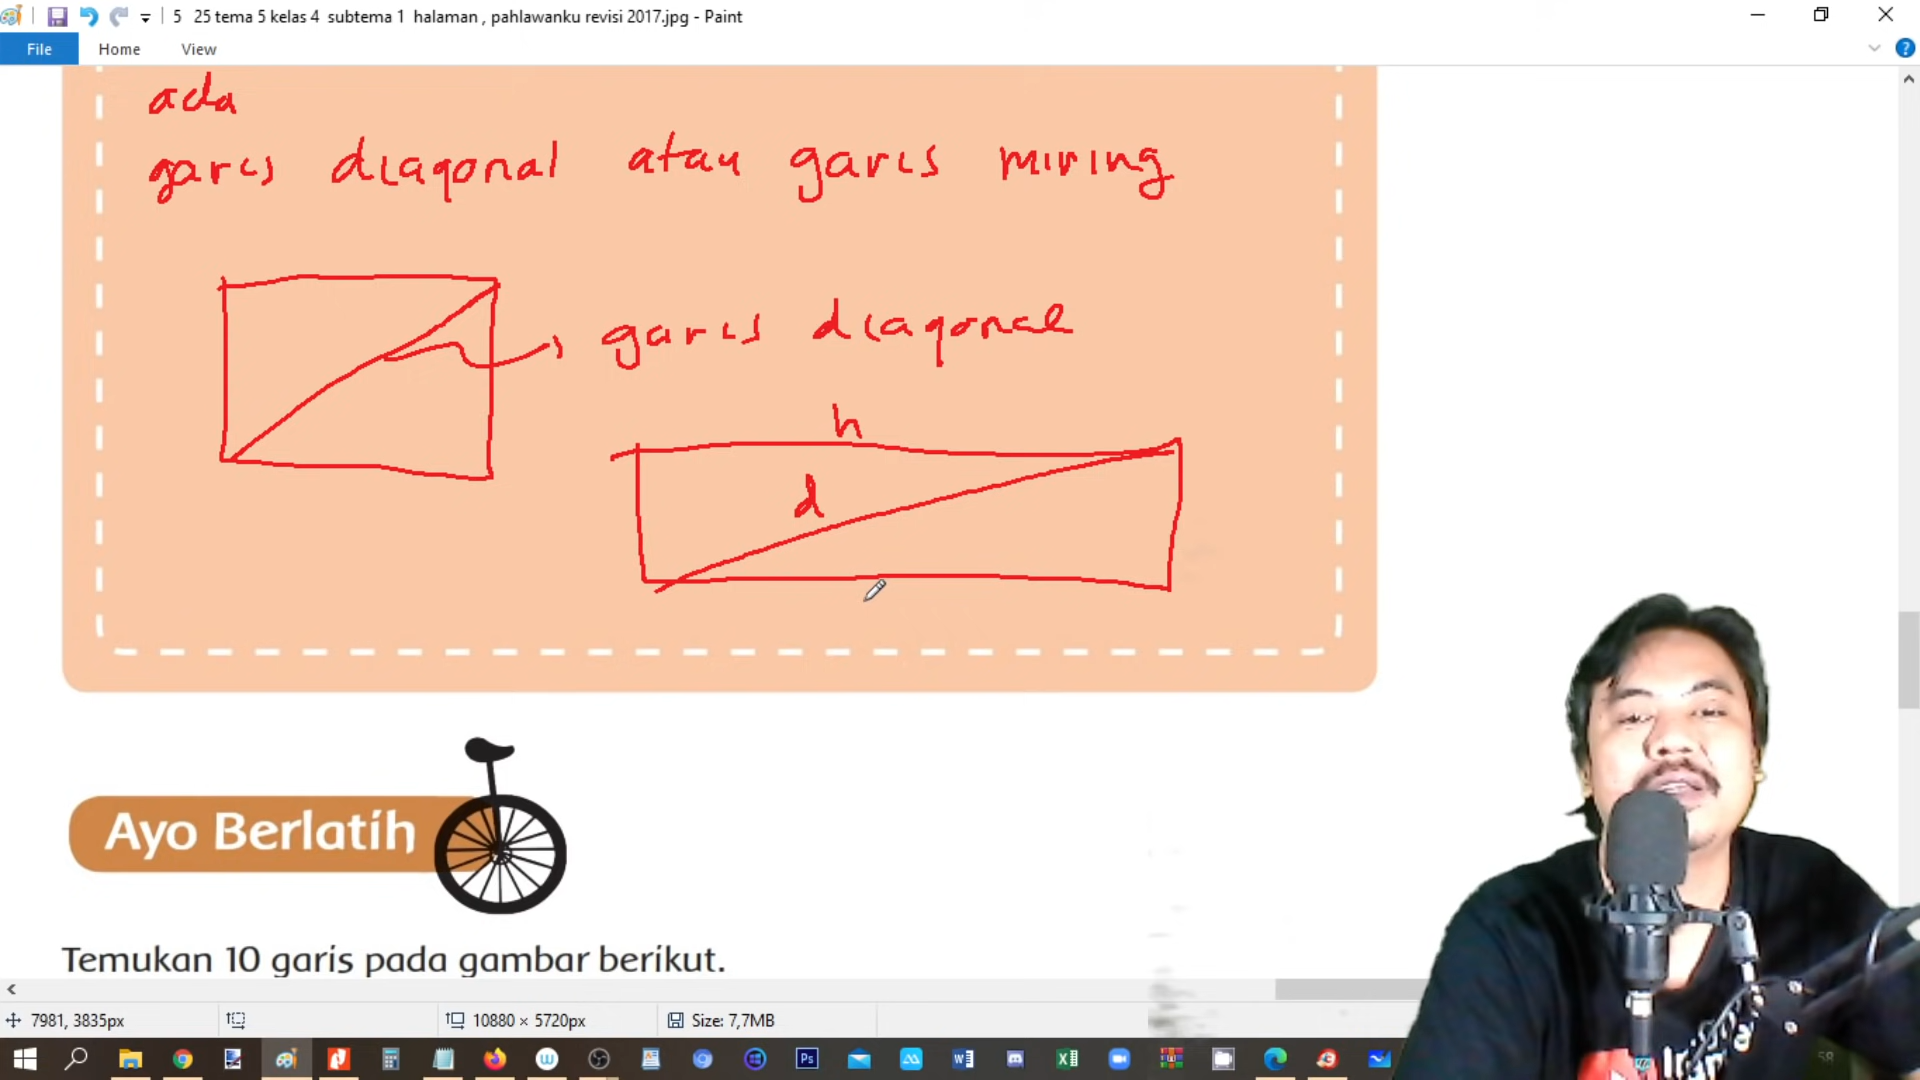 5 25 tema 5 kelas 4 subtema 1 halaman , pahlawanku revisi 2017.jpg - Paint
File Home View
ada
garis diagonal atau garis miring
garis diagonal
h
d
Ayo Berlatih
Temukan 10 garis pada gambar berikut.
7981, 3835px 10880 × 5720px Size: 7,7MB
Ps
58